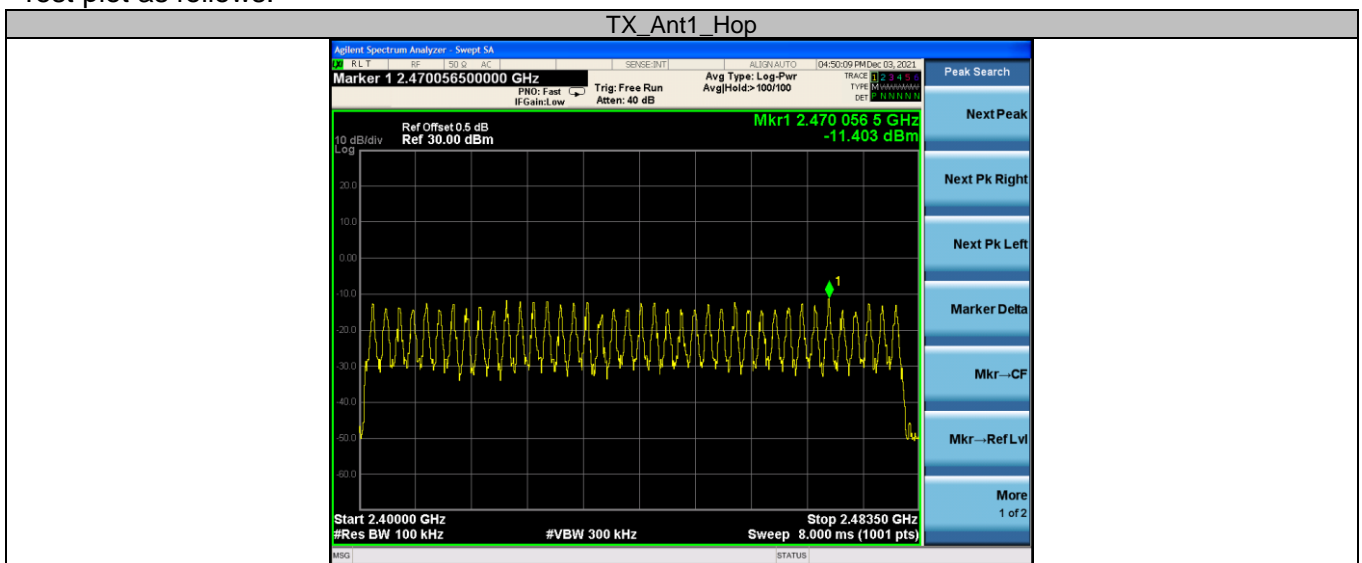 TX_Ant1_Hop
Agilent Spectrum Analyzer - Swept SA
RLT RF 50 Ω AC SENSE:INT ALIGN AUTO 04:50:09 PM Dec 03, 2021
Marker 1 2.470056500000 GHz
PNO: Fast
IFGain:Low
Trig: Free Run
Atten: 40 dB
Avg Type: Log-Pwr
Avg|Hold:>100/100
TRACE 1 2 3 4 5 6
TYPE M
DET P N N N N N
Peak Search
Mkr1 2.470 056 5 GHz
-11.403 dBm
Ref Offset 0.5 dB
10 dB/div Ref 30.00 dBm
Log
20.0
10.0
0.00
-10.0
-20.0
-30.0
-40.0
-50.0
-60.0
1
Start 2.40000 GHz Stop 2.48350 GHz
#Res BW 100 kHz #VBW 300 kHz Sweep 8.000 ms (1001 pts)
MSG STATUS
Next Peak
Next Pk Right
Next Pk Left
Marker Delta
Mkr→CF
Mkr→Ref Lvl
More
1 of 2